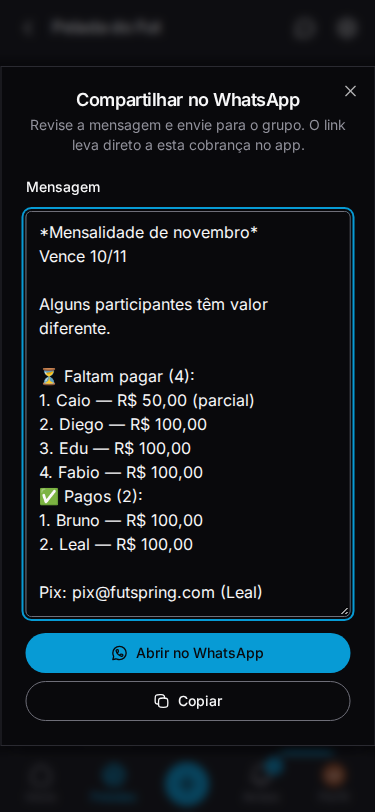 Compartilhar no WhatsApp
Revise a mensagem e envie para o grupo. O link
leva direto a esta cobrança no app.
Mensagem
*Mensalidade de novembro*
Vence 10/11
Alguns participantes têm valor
diferente.
⏳ Faltam pagar (4):
1. Caio — R$ 50,00 (parcial)
2. Diego — R$ 100,00
3. Edu — R$ 100,00
4. Fabio — R$ 100,00
✅ Pagos (2):
1. Bruno — R$ 100,00
2. Leal — R$ 100,00
Pix: pix@futspring.com (Leal)
Abrir no WhatsApp
Copiar